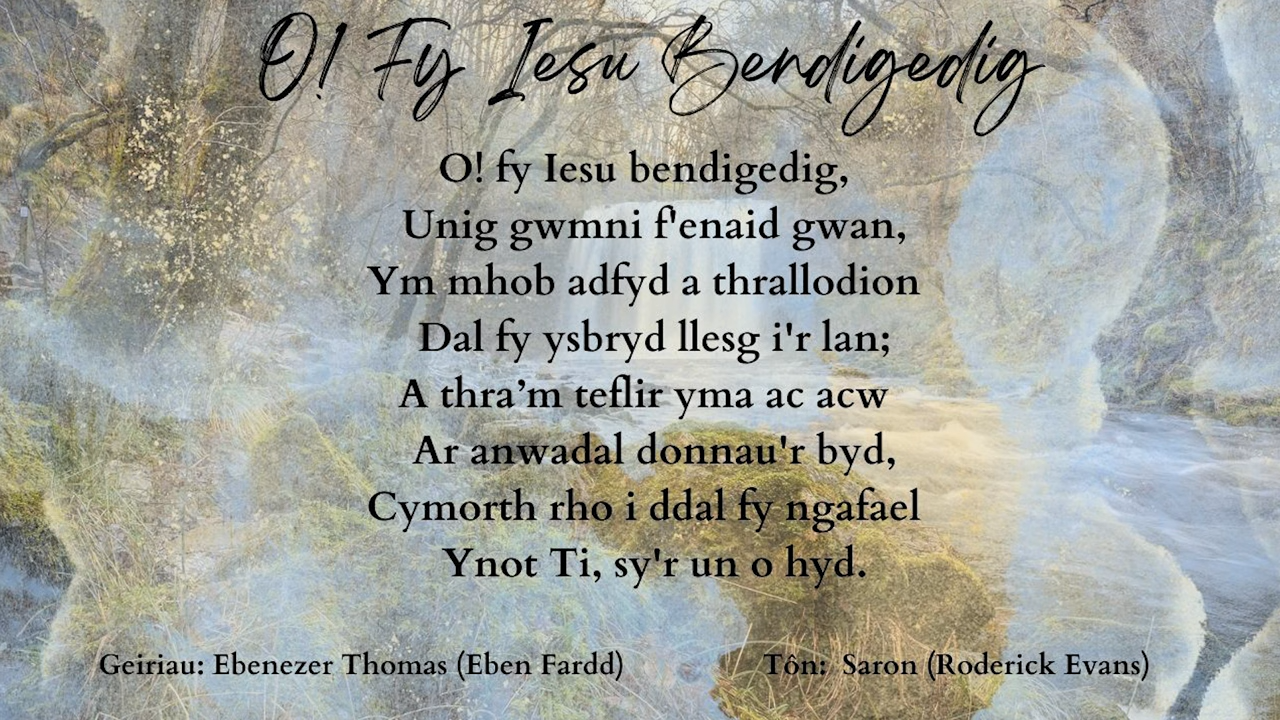 O! Fy Iesu Bendigedig
O! fy Iesu bendigedig,
Unig gwmni f'enaid gwan,
Ym mhob adfyd a thrallodion
Dal fy ysbryd llesg i'r lan;
A thra’m teflir yma ac acw
Ar anwadal donnau'r byd,
Cymorth rho i ddal fy ngafael
Ynot Ti, sy'r un o hyd.
Geiriau: Ebenezer Thomas (Eben Fardd)
Tôn: Saron (Roderick Evans)